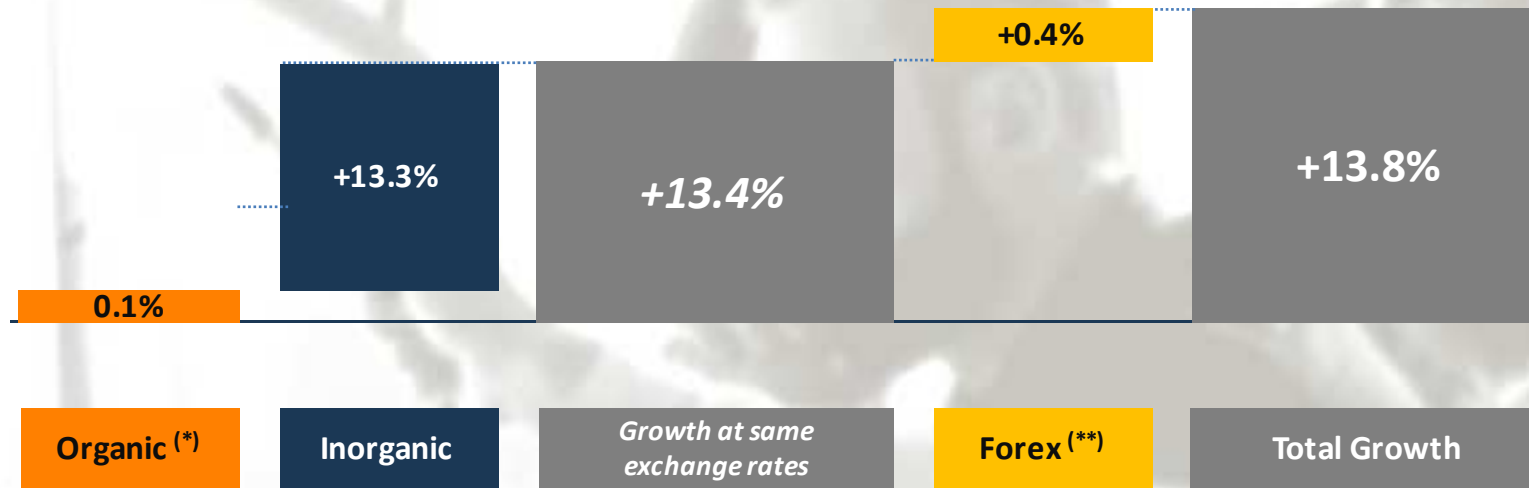 +0.4%
+13.3%
+13.4%
+13.8%
0.1%
Organic (*)
Inorganic
Growth at same
exchange rates
Forex (**)
Total Growth